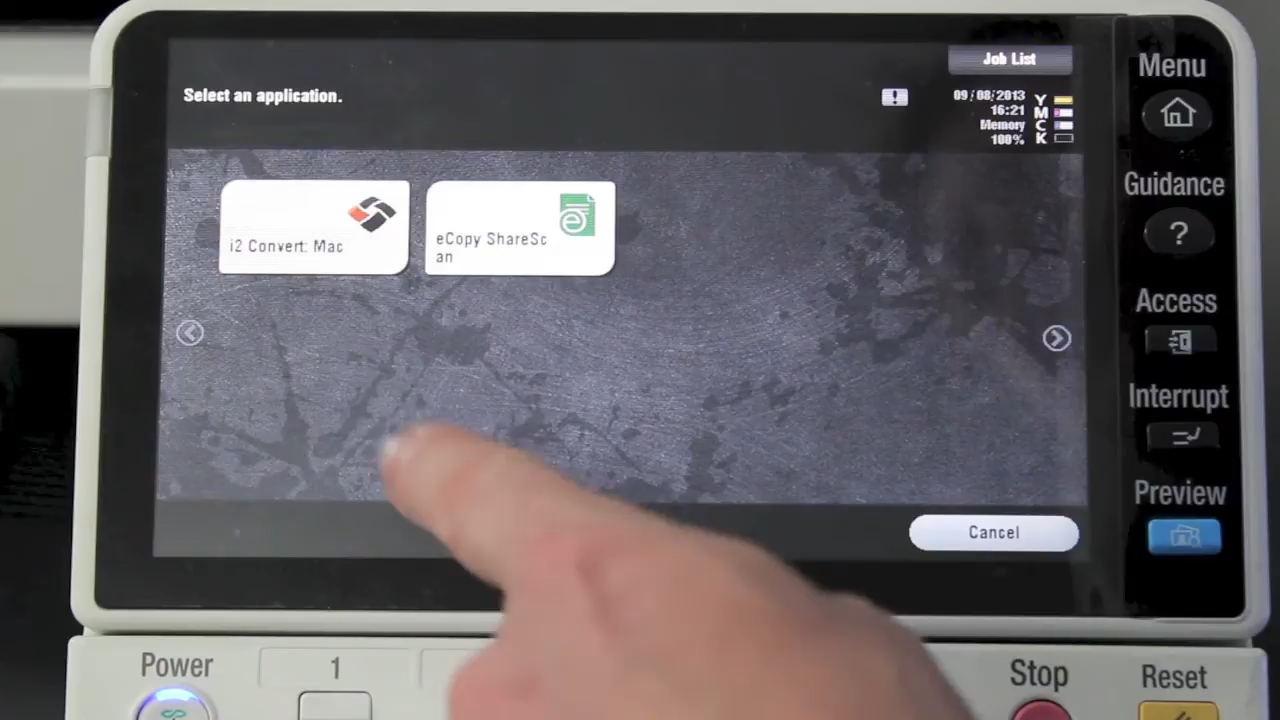 Job List
Select an application.
09/08/2013
16:21
Memory
100%
Y
M
C
K
i2 Convert: Mac
eCopy ShareSc
an
Cancel
Menu
Guidance
?
Access
Interrupt
Preview
Power
1
Stop
Reset